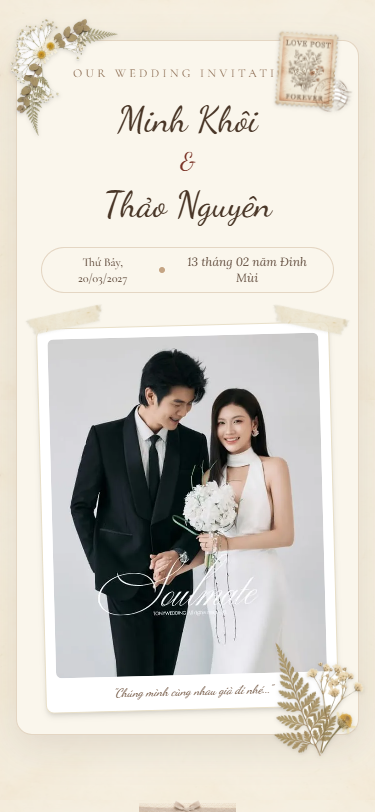 OUR WEDDING INVITATI
LOVE POST
FOREVER
Minh Khôi
&
Thảo Nguyên
Thứ Bảy,
20/03/2027
13 tháng 02 năm Đinh
Mùi
Soulmate
"Chúng mình cùng nhau già đi nhé..."